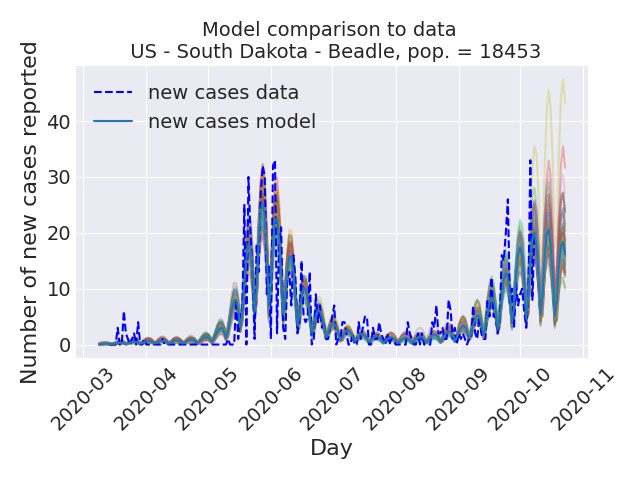 Model comparison to data
US - South Dakota - Beadle, pop. = 18453
Number of new cases reported
new cases data
new cases model
40
30
20
10
0
2020-03
2020-04
2020-05
2020-06
2020-07
2020-08
2020-09
2020-10
2020-11
Day